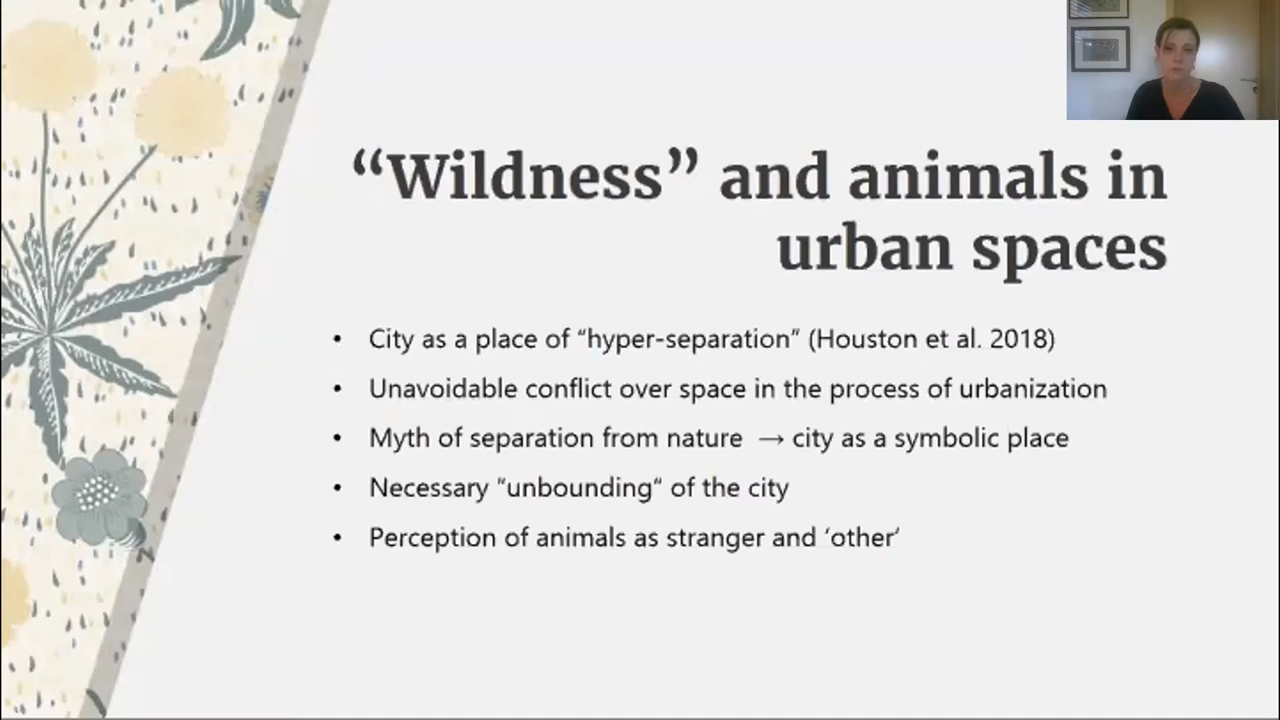 “Wildness” and animals in
urban spaces
• City as a place of “hyper-separation” (Houston et al. 2018)
• Unavoidable conflict over space in the process of urbanization
• Myth of separation from nature → city as a symbolic place
• Necessary “unbounding“ of the city
• Perception of animals as stranger and ‘other’